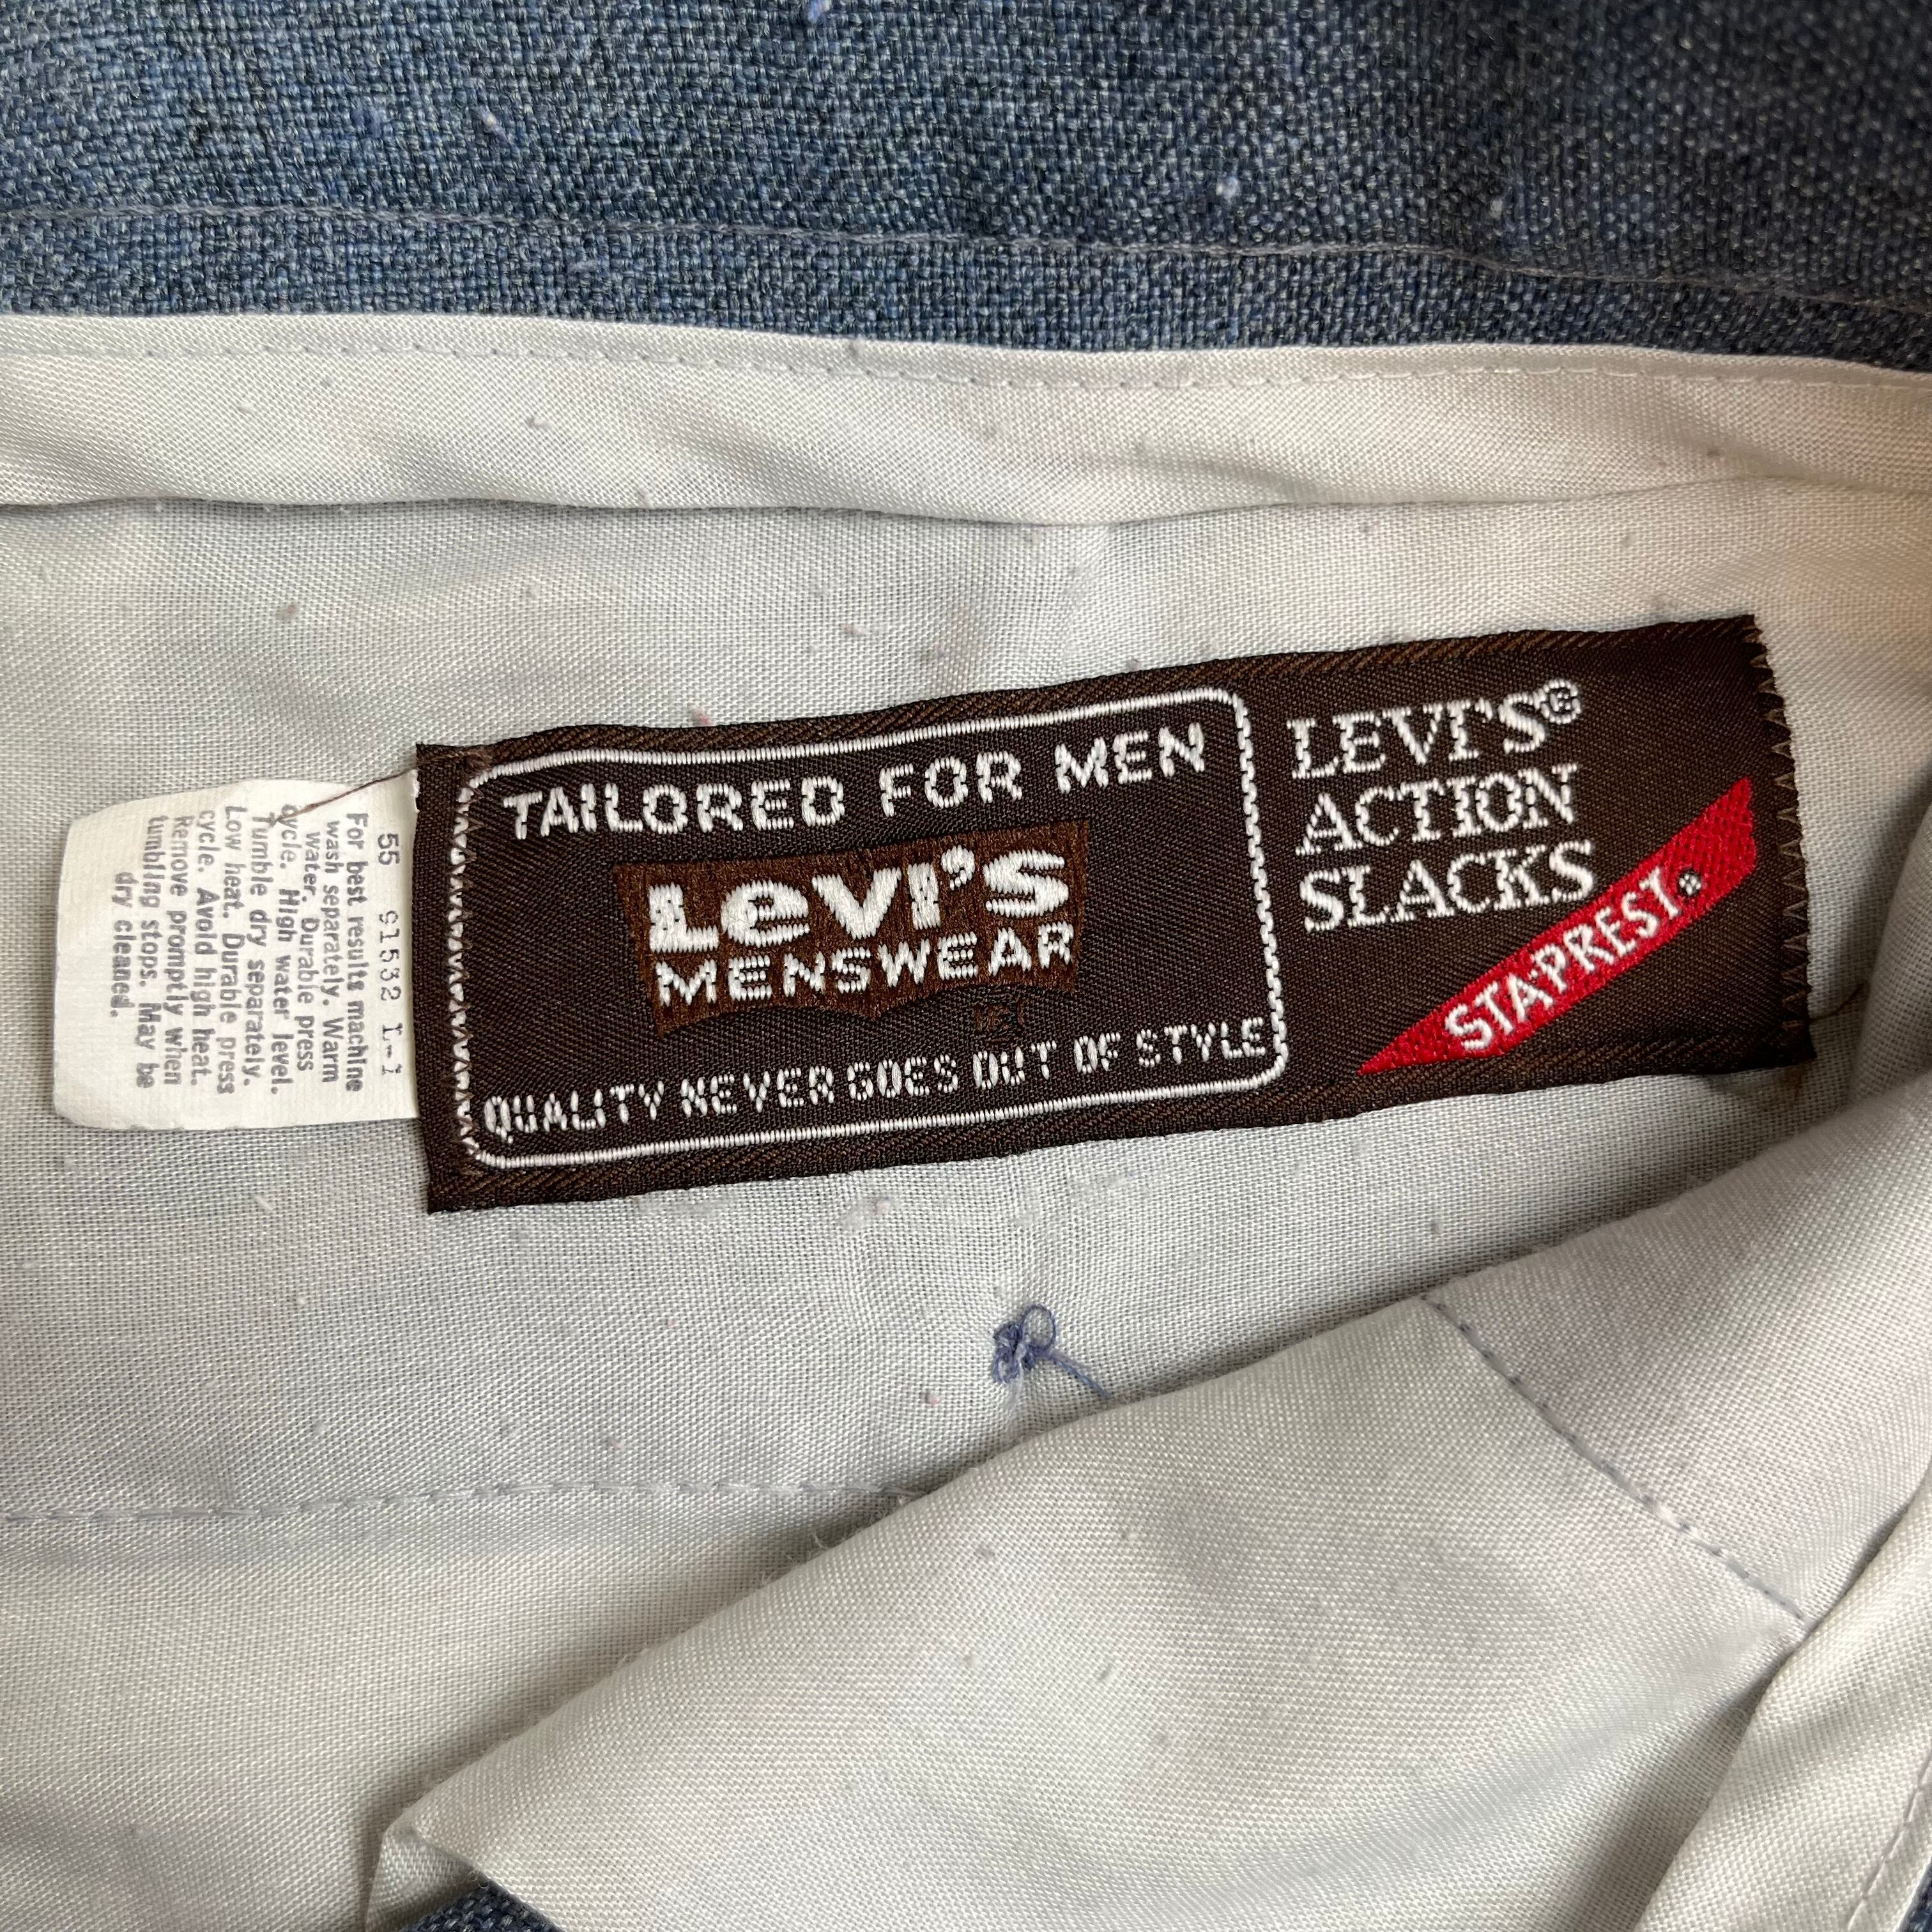 TAILORED FOR MEN
LeVI'S
MENSWEAR
QUALITY NEVER GOES OUT OF STYLE
LEVI'S®
ACTION
SLACKS
STA-PREST®
55 91532 L-1
For best results machine
wash separately. Warm
water. Durable press
cycle. High water level.
Tumble dry separately.
Low heat. Durable press
cycle. Avoid high heat.
Remove promptly when
tumbling stops. May be
dry cleaned.